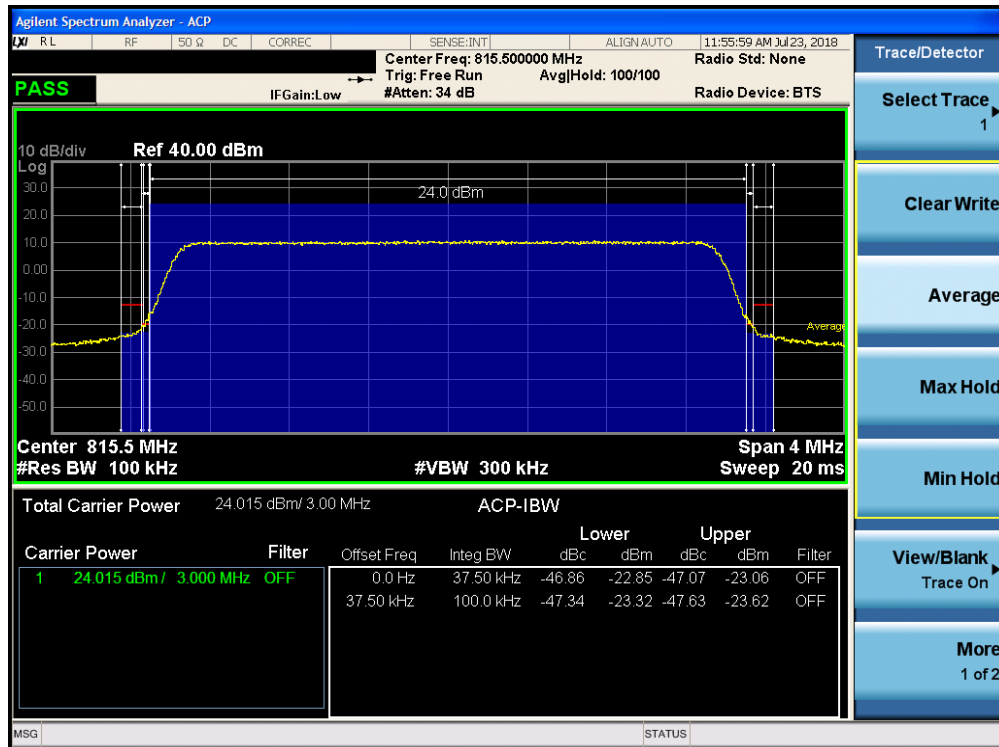 Agilent Spectrum Analyzer - ACP
LXI RL RF 50 Ω DC CORREC SENSE:INT ALIGN AUTO 11:55:59 AM Jul 23, 2018
Trace/Detector
Center Freq: 815.500000 MHz Radio Std: None
Trig: Free Run Avg|Hold: 100/100
PASS IFGain:Low #Atten: 34 dB Radio Device: BTS
Select Trace
1
10 dB/div Ref 40.00 dBm
Log
30.0
24.0 dBm
20.0
10.0
0.00
-10.0
-20.0
Average
-30.0
-40.0
-50.0
Clear Write
Average
Max Hold
Center 815.5 MHz Span 4 MHz
#Res BW 100 kHz #VBW 300 kHz Sweep 20 ms
Min Hold
Total Carrier Power 24.015 dBm/ 3.00 MHz ACP-IBW
Lower Upper
Carrier Power Filter Offset Freq Integ BW dBc dBm dBc dBm Filter
1 24.015 dBm / 3.000 MHz OFF 0.0 Hz 37.50 kHz -46.86 -22.85 -47.07 -23.06 OFF
37.50 kHz 100.0 kHz -47.34 -23.32 -47.63 -23.62 OFF
View/Blank
Trace On
More
1 of 2
MSG STATUS